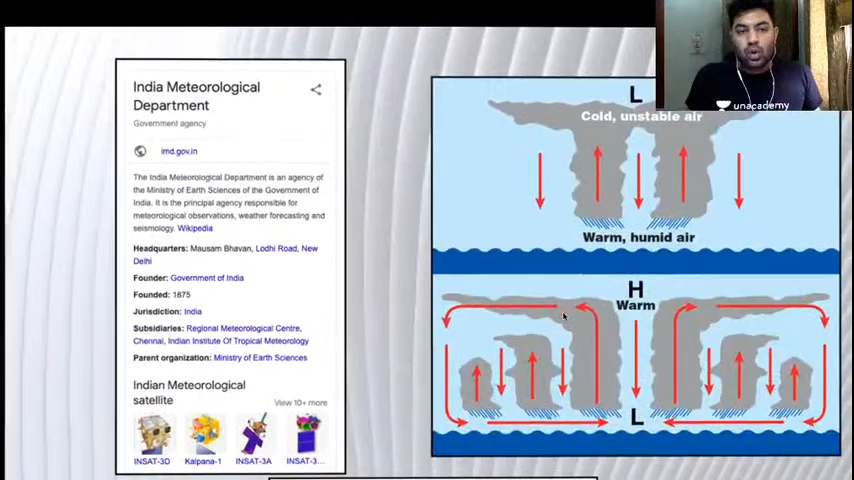 India Meteorological
Department
Government agency
imd.gov.in
The India Meteorological Department is an agency of
the Ministry of Earth Sciences of the Government of
India. It is the principal agency responsible for
meteorological observations, weather forecasting and
seismology. Wikipedia
Headquarters: Mausam Bhavan, Lodhi Road, New
Delhi
Founder: Government of India
Founded: 1875
Jurisdiction: India
Subsidiaries: Regional Meteorological Centre,
Chennai, Indian Institute Of Tropical Meteorology
Parent organization: Ministry of Earth Sciences
Indian Meteorological
satellite
View 10+ more
INSAT-3D Kalpana-1 INSAT-3A INSAT-3...
L
Cold, unstable air
Warm, humid air
H
Warm
L
unacademy